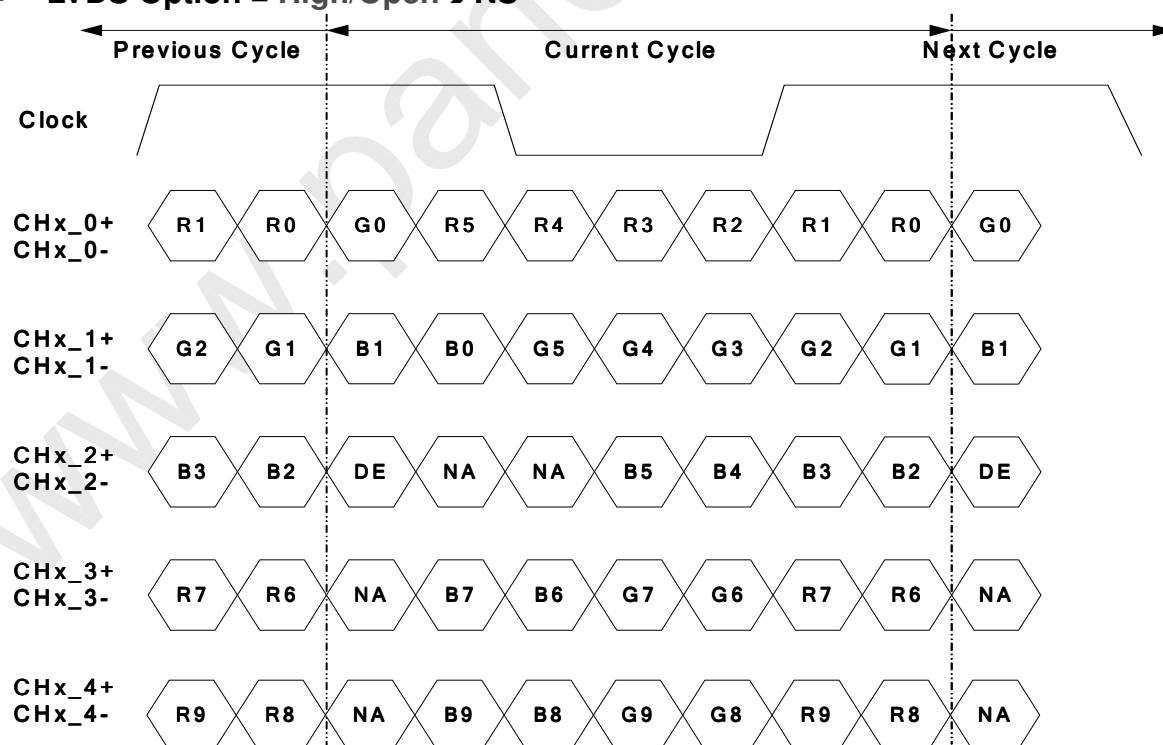 LVDS Option = High/Open → NS
Previous Cycle Current Cycle Next Cycle
Clock
CHx_0+
CHx_0-
R1 R0 G0 R5 R4 R3 R2 R1 R0 G0
CHx_1+
CHx_1-
G2 G1 B1 B0 G5 G4 G3 G2 G1 B1
CHx_2+
CHx_2-
B3 B2 DE NA NA B5 B4 B3 B2 DE
CHx_3+
CHx_3-
R7 R6 NA B7 B6 G7 G6 R7 R6 NA
CHx_4+
CHx_4-
R9 R8 NA B9 B8 G9 G8 R9 R8 NA
www.pan